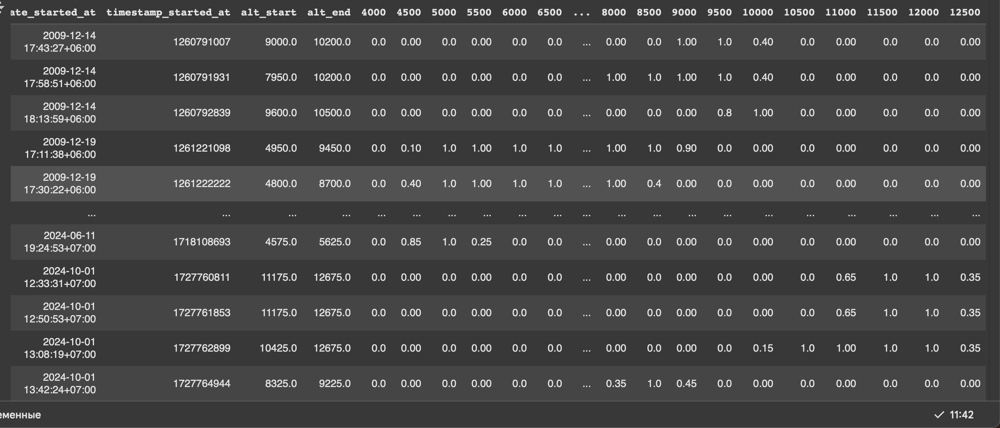 ate_started_at timestamp_started_at alt_start alt_end 4000 4500 5000 5500 6000 6500 ... 8000 8500 9000 9500 10000 10500 11000 11500 12000 12500
2009-12-14
17:43:27+06:00 1260791007 9000.0 10200.0 0.0 0.00 0.0 0.00 0.0 0.0 ... 0.00 0.0 1.00 1.0 0.40 0.0 0.00 0.0 0.0 0.00
2009-12-14
17:58:51+06:00 1260791931 7950.0 10200.0 0.0 0.00 0.0 0.00 0.0 0.0 ... 1.00 1.0 1.00 1.0 0.40 0.0 0.00 0.0 0.0 0.00
2009-12-14
18:13:59+06:00 1260792839 9600.0 10500.0 0.0 0.00 0.0 0.00 0.0 0.0 ... 0.00 0.0 0.00 0.8 1.00 0.0 0.00 0.0 0.0 0.00
2009-12-19
17:11:38+06:00 1261221098 4950.0 9450.0 0.0 0.10 1.0 1.00 1.0 1.0 ... 1.00 1.0 0.90 0.0 0.00 0.0 0.00 0.0 0.0 0.00
2009-12-19
17:30:22+06:00 1261222222 4800.0 8700.0 0.0 0.40 1.0 1.00 1.0 1.0 ... 1.00 0.4 0.00 0.0 0.00 0.0 0.00 0.0 0.0 0.00
... ... ... ... ... ... ... ... ... ... ... ... ... ... ... ... ... ... ... ... ...
2024-06-11
19:24:53+07:00 1718108693 4575.0 5625.0 0.0 0.85 1.0 0.25 0.0 0.0 ... 0.00 0.0 0.00 0.0 0.00 0.0 0.00 0.0 0.0 0.00
2024-10-01
12:33:31+07:00 1727760811 11175.0 12675.0 0.0 0.00 0.0 0.00 0.0 0.0 ... 0.00 0.0 0.00 0.0 0.00 0.0 0.65 1.0 1.0 0.35
2024-10-01
12:50:53+07:00 1727761853 11175.0 12675.0 0.0 0.00 0.0 0.00 0.0 0.0 ... 0.00 0.0 0.00 0.0 0.00 0.0 0.65 1.0 1.0 0.35
2024-10-01
13:08:19+07:00 1727762899 10425.0 12675.0 0.0 0.00 0.0 0.00 0.0 0.0 ... 0.00 0.0 0.00 0.0 0.15 1.0 1.00 1.0 1.0 0.35
2024-10-01
13:42:24+07:00 1727764944 8325.0 9225.0 0.0 0.00 0.0 0.00 0.0 0.0 ... 0.35 1.0 0.45 0.0 0.00 0.0 0.00 0.0 0.0 0.00
еменные 11:42